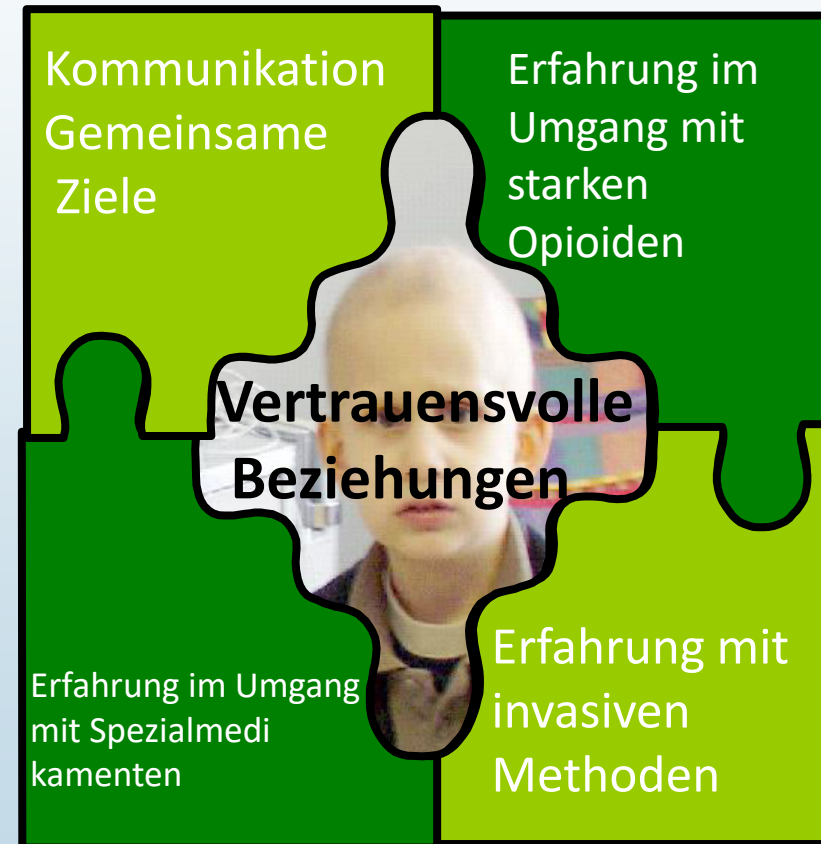 Kommunikation
Gemeinsame
Ziele
Erfahrung im
Umgang mit
starken
Opioiden
Vertrauensvolle
Beziehungen
Erfahrung im Umgang
mit Spezialmedi
kamenten
Erfahrung mit
invasiven
Methoden